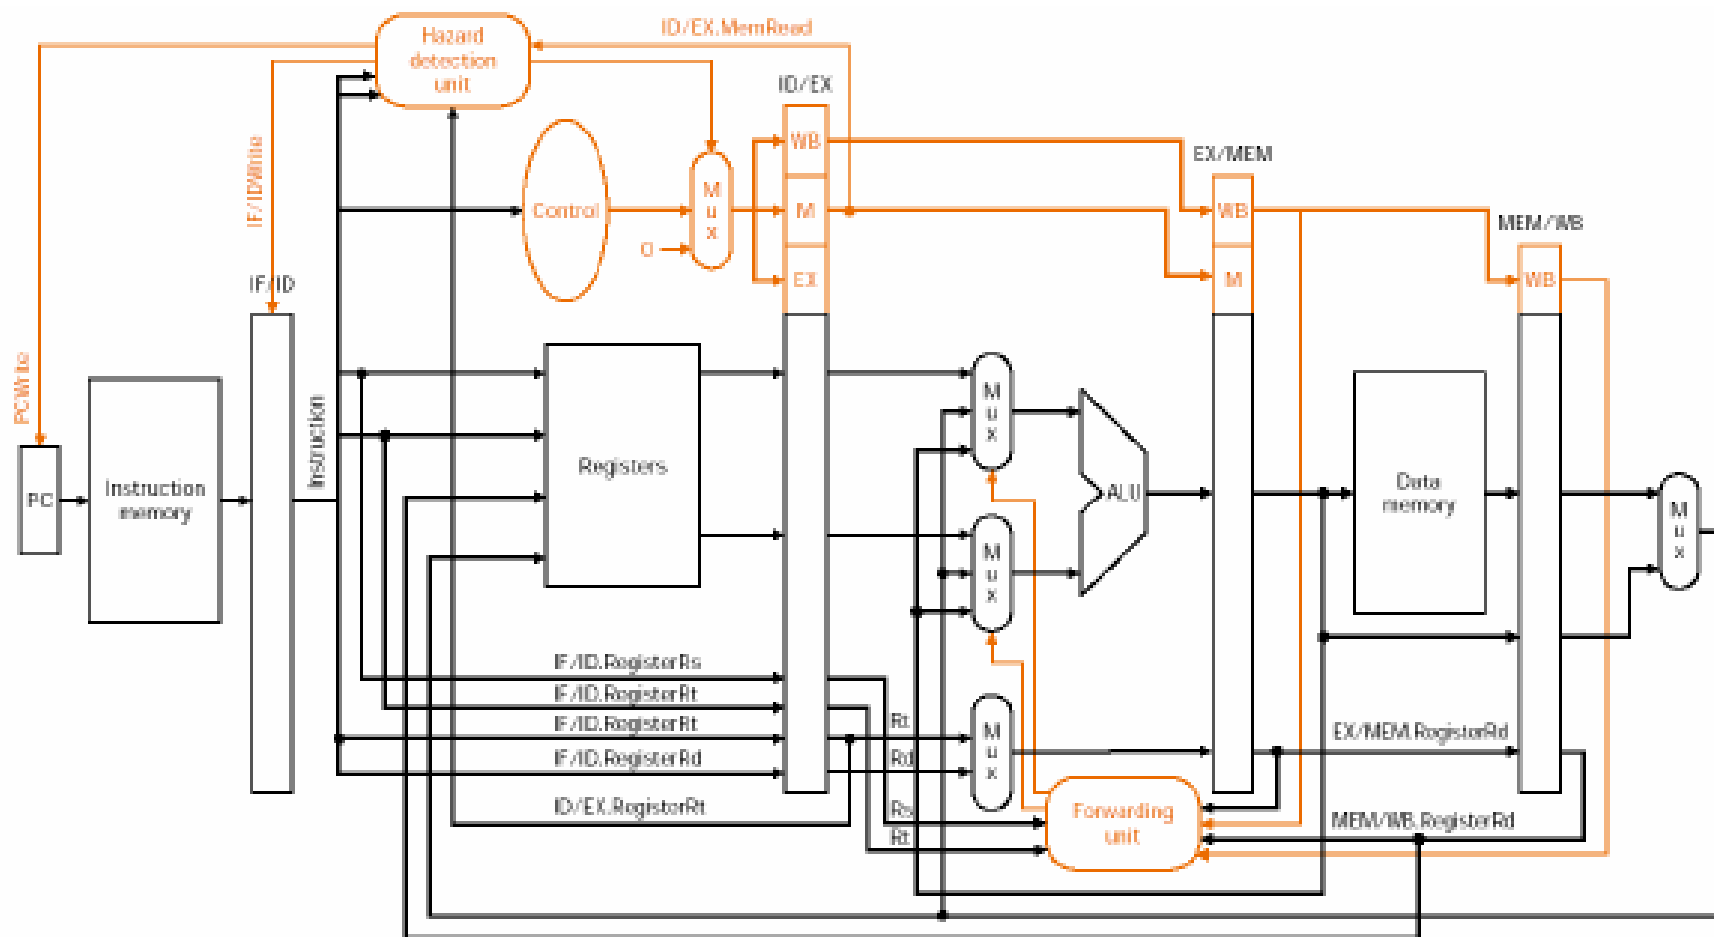 Hazard
detection
unit
ID/EX.MemRead
ID/EX
WB
M
EX
IF/IDWrite
Control
0
M
u
x
EX/MEM
WB
M
MEM/WB
WB
IF/ID
PCWrite
PC
Instruction
memory
Instruction
Registers
M
u
x
M
u
x
ALU
Data
memory
M
u
x
IF/ID.RegisterRs
IF/ID.RegisterRt
IF/ID.RegisterRt
IF/ID.RegisterRd
ID/EX.RegisterRt
Rt
Rd
Rs
Rt
M
u
x
Forwarding
unit
EX/MEM.RegisterRd
MEM/WB.RegisterRd